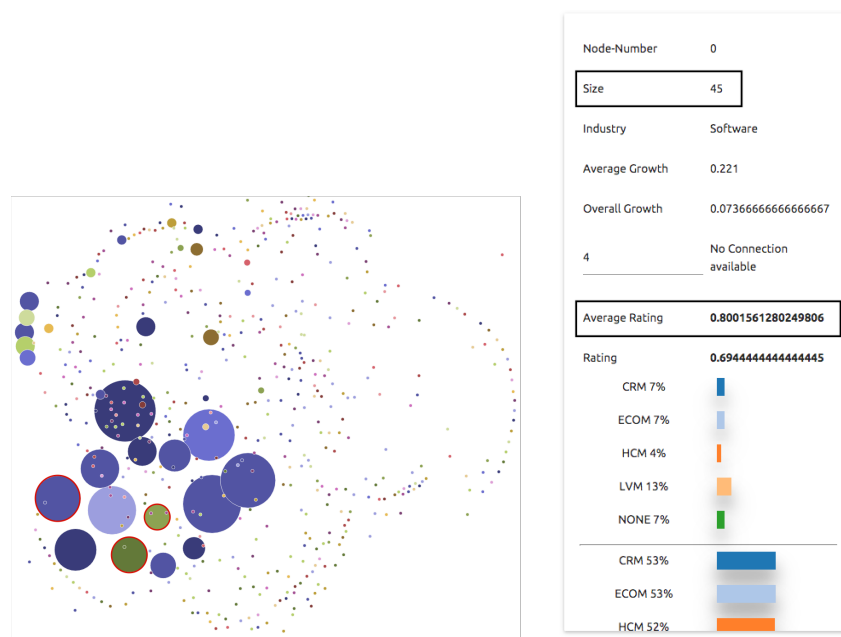 Node-Number 0
Size 45
Industry Software
Average Growth 0.221
Overall Growth 0.07366666666666667
4 No Connection
available
Average Rating 0.8001561280249806
Rating 0.6944444444444445
CRM 7%
ECOM 7%
HCM 4%
LVM 13%
NONE 7%
CRM 53%
ECOM 53%
HCM 52%